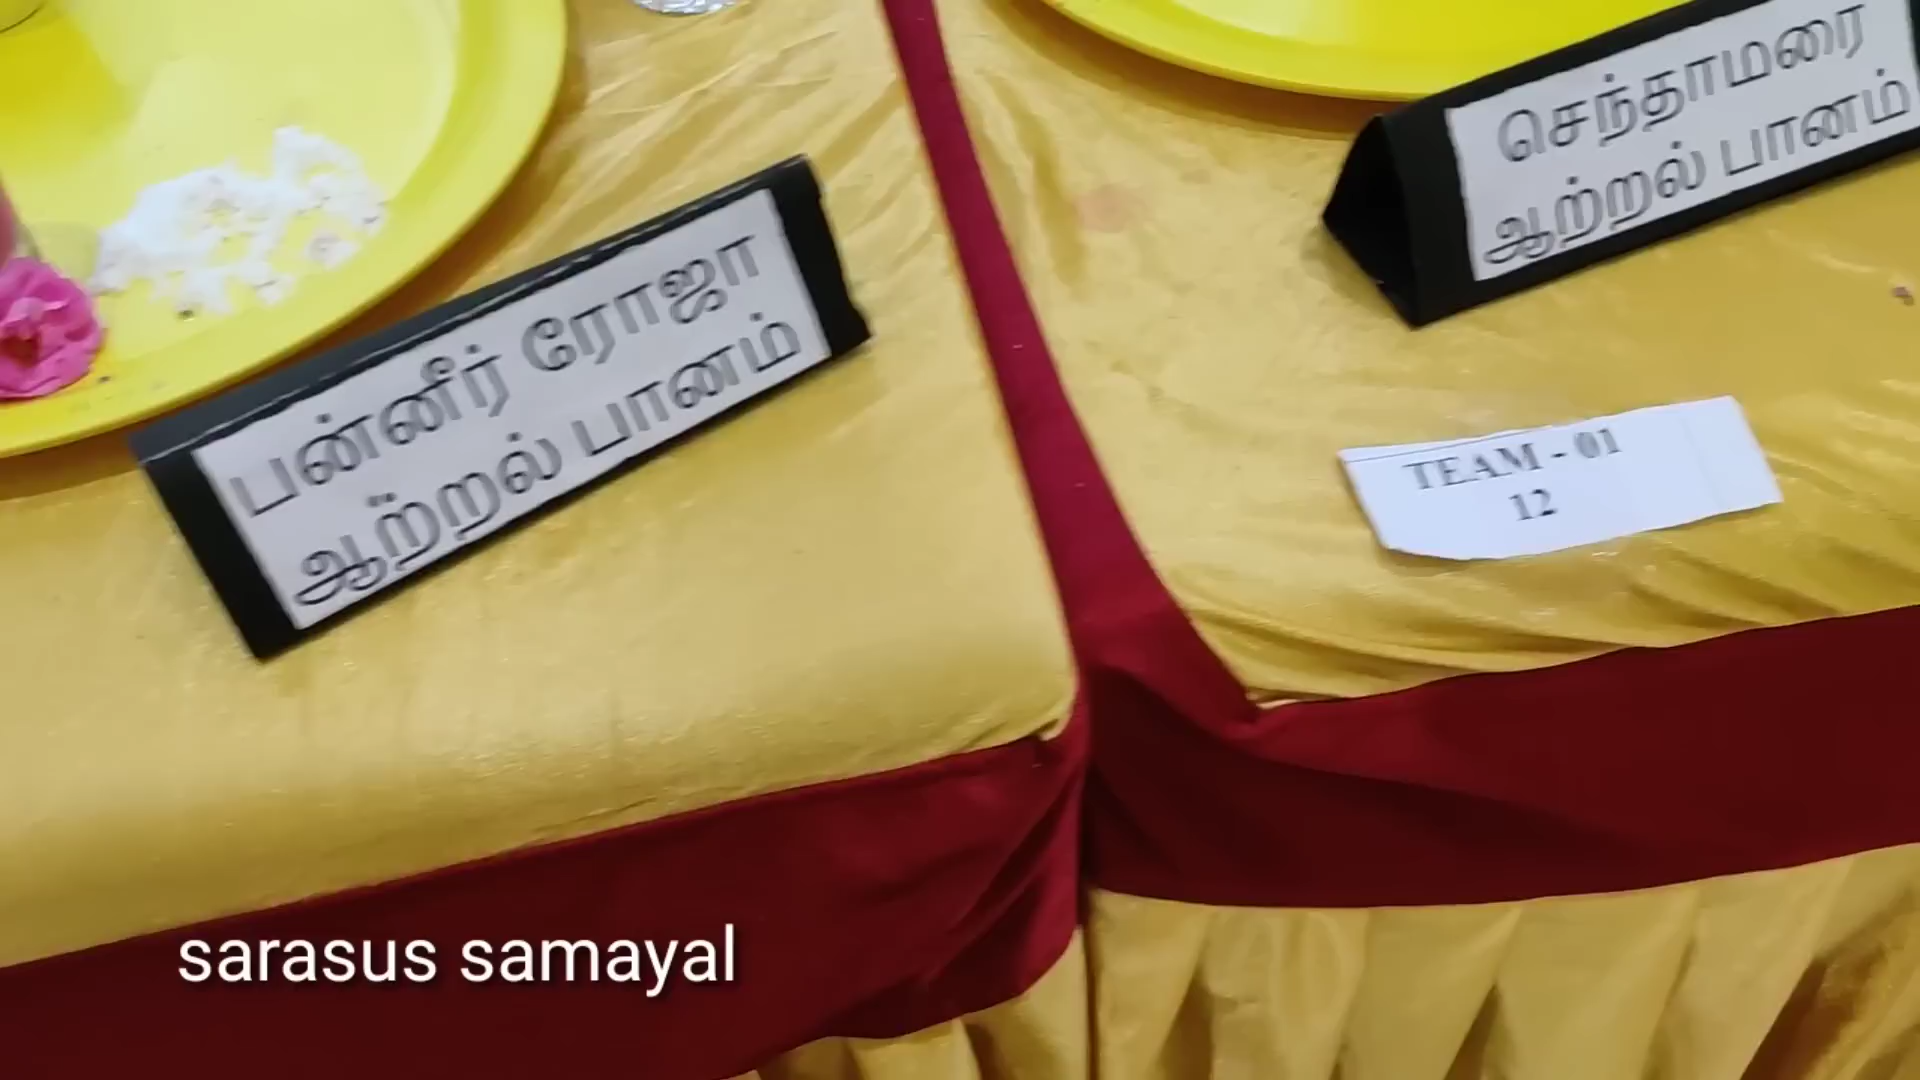 பன்னீர் ரோஜா
ஆற்றல் பானம்
செந்தாமரை
ஆற்றல் பானம்
TEAM - 01
12
sarasus samayal